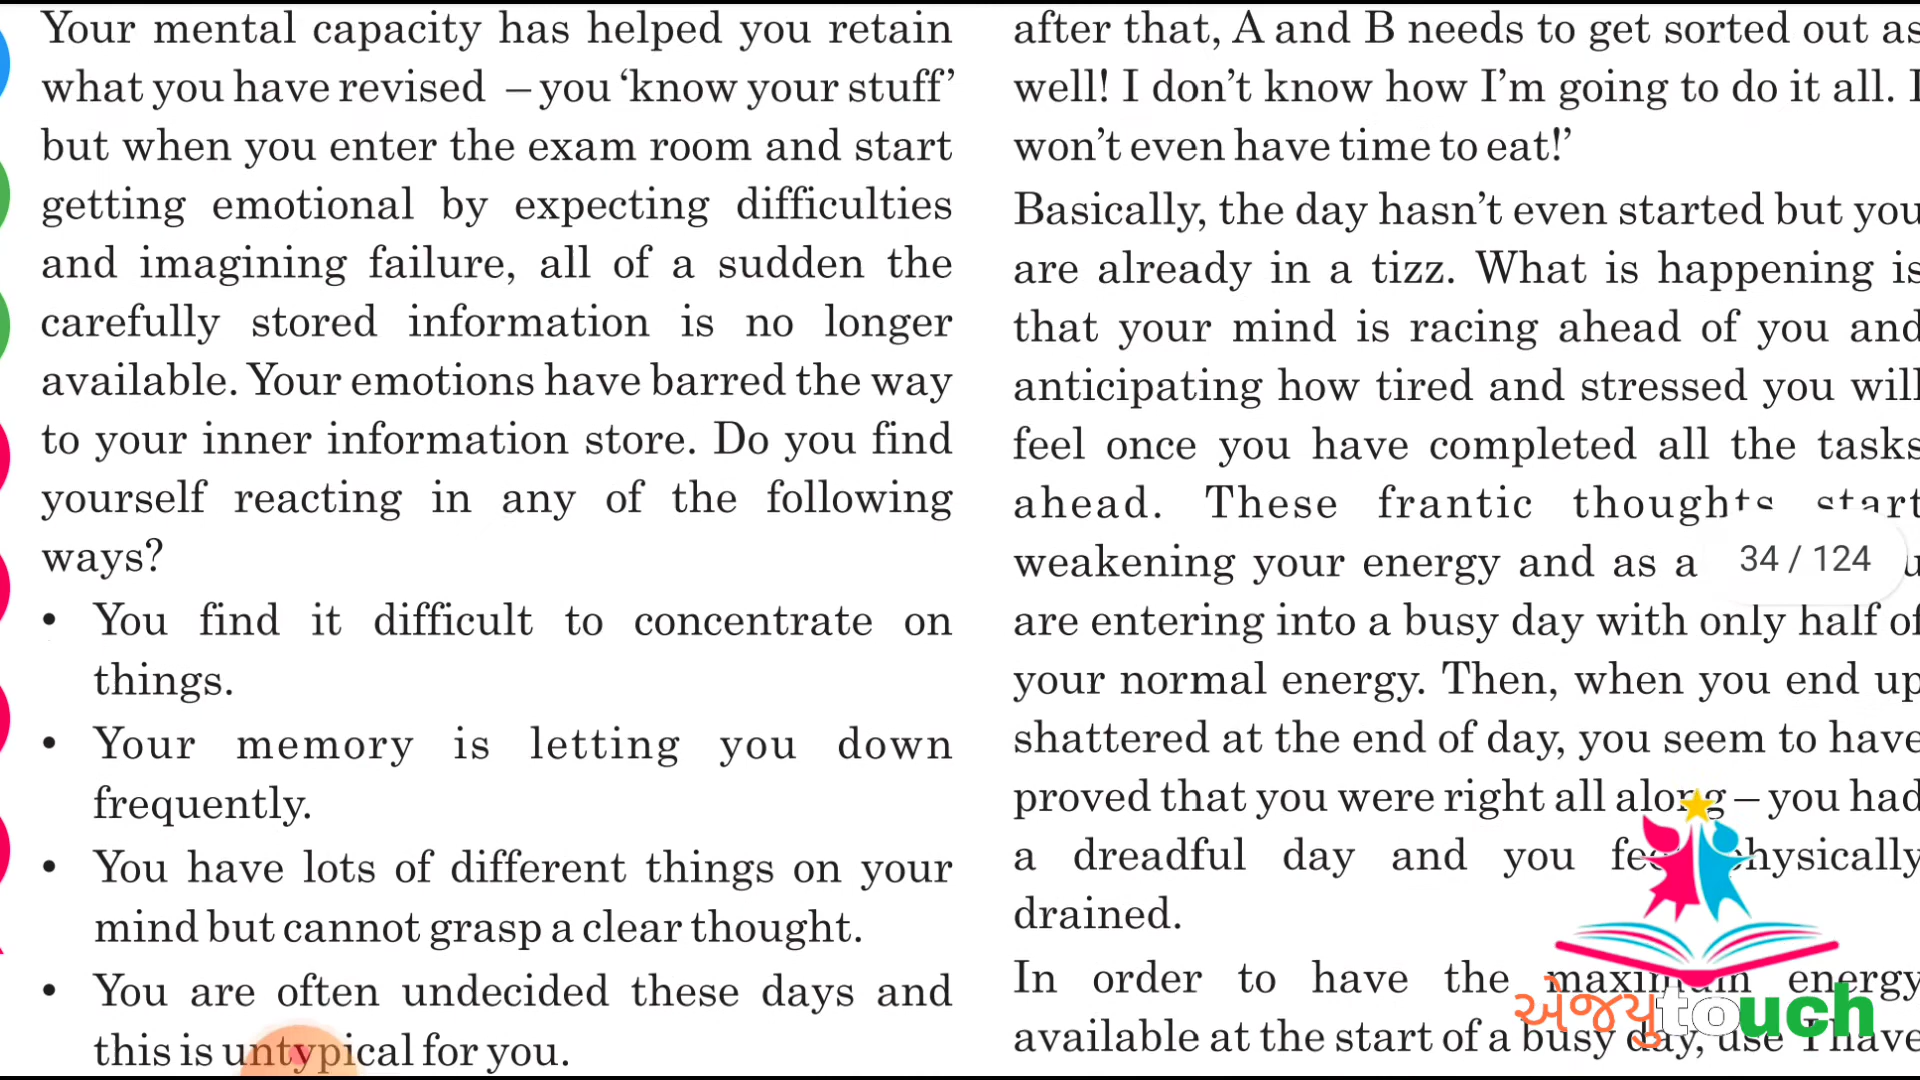 Your mental capacity has helped you retain
what you have revised – you ‘know your stuff’
but when you enter the exam room and start
getting emotional by expecting difficulties
and imagining failure, all of a sudden the
carefully stored information is no longer
available. Your emotions have barred the way
to your inner information store. Do you find
yourself reacting in any of the following
ways?
• You find it difficult to concentrate on
things.
• Your memory is letting you down
frequently.
• You have lots of different things on your
mind but cannot grasp a clear thought.
• You are often undecided these days and
this is untypical for you.
after that, A and B needs to get sorted out as
well! I don’t know how I’m going to do it all. I
won’t even have time to eat!’
Basically, the day hasn’t even started but you
are already in a tizz. What is happening is
that your mind is racing ahead of you and
anticipating how tired and stressed you will
feel once you have completed all the tasks
ahead. These frantic thoughts start
weakening your energy and as a
are entering into a busy day with only half of
your normal energy. Then, when you end up
shattered at the end of day, you seem to have
proved that you were right all along – you had
a dreadful day and you physically
drained.
In order to have the maximum energy
available at the start of a busy day, use I have
34 / 124
એજ્યુtouch